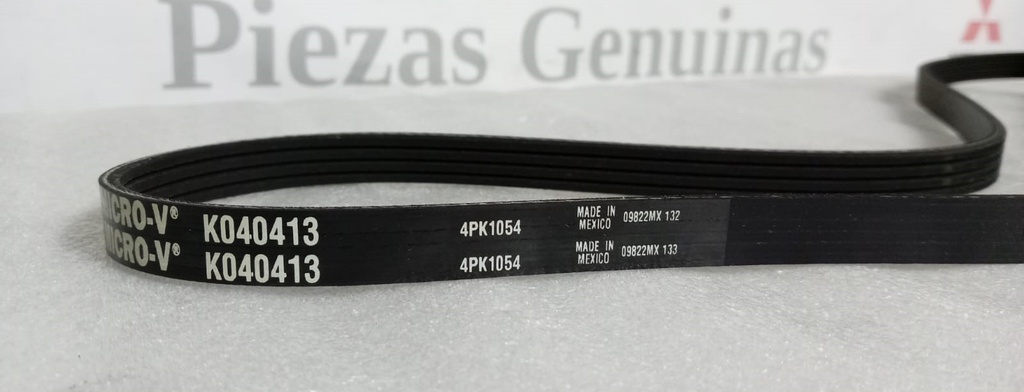 Piezas Genuinas
MICRO-V® K040413 4PK1054 MADE IN MEXICO 09822MX 132
MICRO-V® K040413 4PK1054 MADE IN MEXICO 09822MX 133